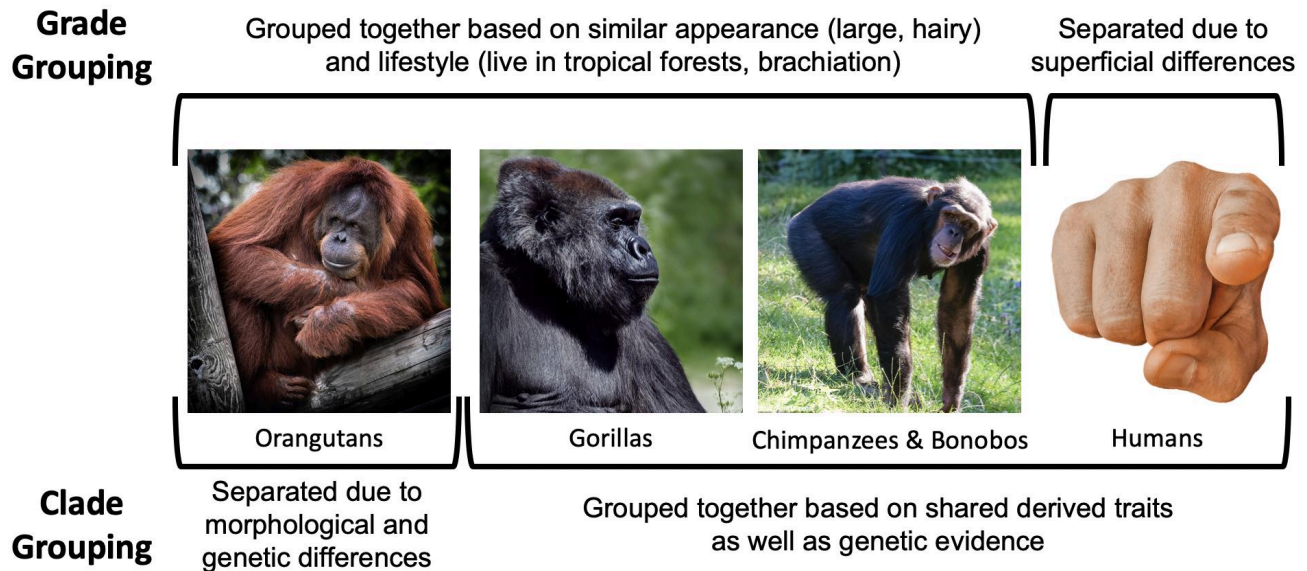 Grade
Grouping
Grouped together based on similar appearance (large, hairy)
and lifestyle (live in tropical forests, brachiation)
Separated due to
superficial differences
Orangutans
Gorillas
Chimpanzees & Bonobos
Humans
Clade
Grouping
Separated due to
morphological and
genetic differences
Grouped together based on shared derived traits
as well as genetic evidence